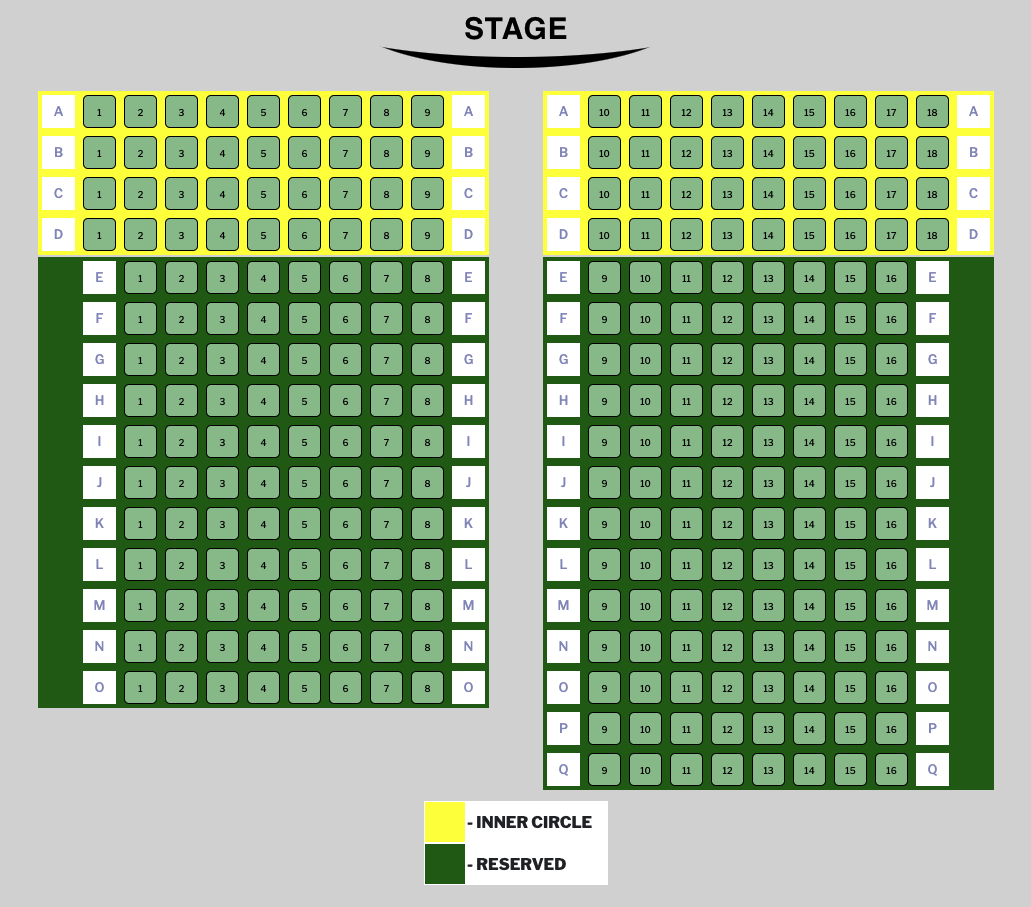 STAGE
A 1 2 3 4 5 6 7 8 9 A A 10 11 12 13 14 15 16 17 18 A
B 1 2 3 4 5 6 7 8 9 B B 10 11 12 13 14 15 16 17 18 B
C 1 2 3 4 5 6 7 8 9 C C 10 11 12 13 14 15 16 17 18 C
D 1 2 3 4 5 6 7 8 9 D D 10 11 12 13 14 15 16 17 18 D
E 1 2 3 4 5 6 7 8 E E 9 10 11 12 13 14 15 16 E
F 1 2 3 4 5 6 7 8 F F 9 10 11 12 13 14 15 16 F
G 1 2 3 4 5 6 7 8 G G 9 10 11 12 13 14 15 16 G
H 1 2 3 4 5 6 7 8 H H 9 10 11 12 13 14 15 16 H
I 1 2 3 4 5 6 7 8 I I 9 10 11 12 13 14 15 16 I
J 1 2 3 4 5 6 7 8 J J 9 10 11 12 13 14 15 16 J
K 1 2 3 4 5 6 7 8 K K 9 10 11 12 13 14 15 16 K
L 1 2 3 4 5 6 7 8 L L 9 10 11 12 13 14 15 16 L
M 1 2 3 4 5 6 7 8 M M 9 10 11 12 13 14 15 16 M
N 1 2 3 4 5 6 7 8 N N 9 10 11 12 13 14 15 16 N
O 1 2 3 4 5 6 7 8 O O 9 10 11 12 13 14 15 16 O
P 9 10 11 12 13 14 15 16 P
Q 9 10 11 12 13 14 15 16 Q
- INNER CIRCLE
- RESERVED